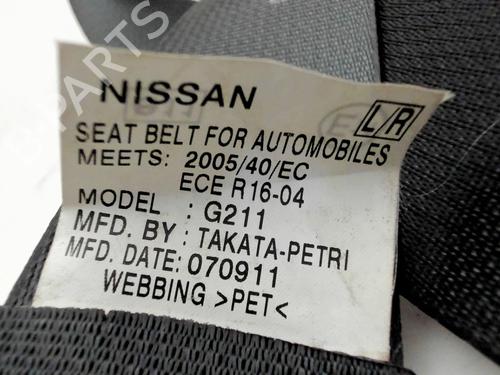 NISSAN
L/R
SEAT BELT FOR AUTOMOBILES
MEETS: 2005/40/EC
ECE R16-04
MODEL : G211
MFD. BY : TAKATA-PETRI
MFD. DATE: 070911
WEBBING >PET<
PARTS